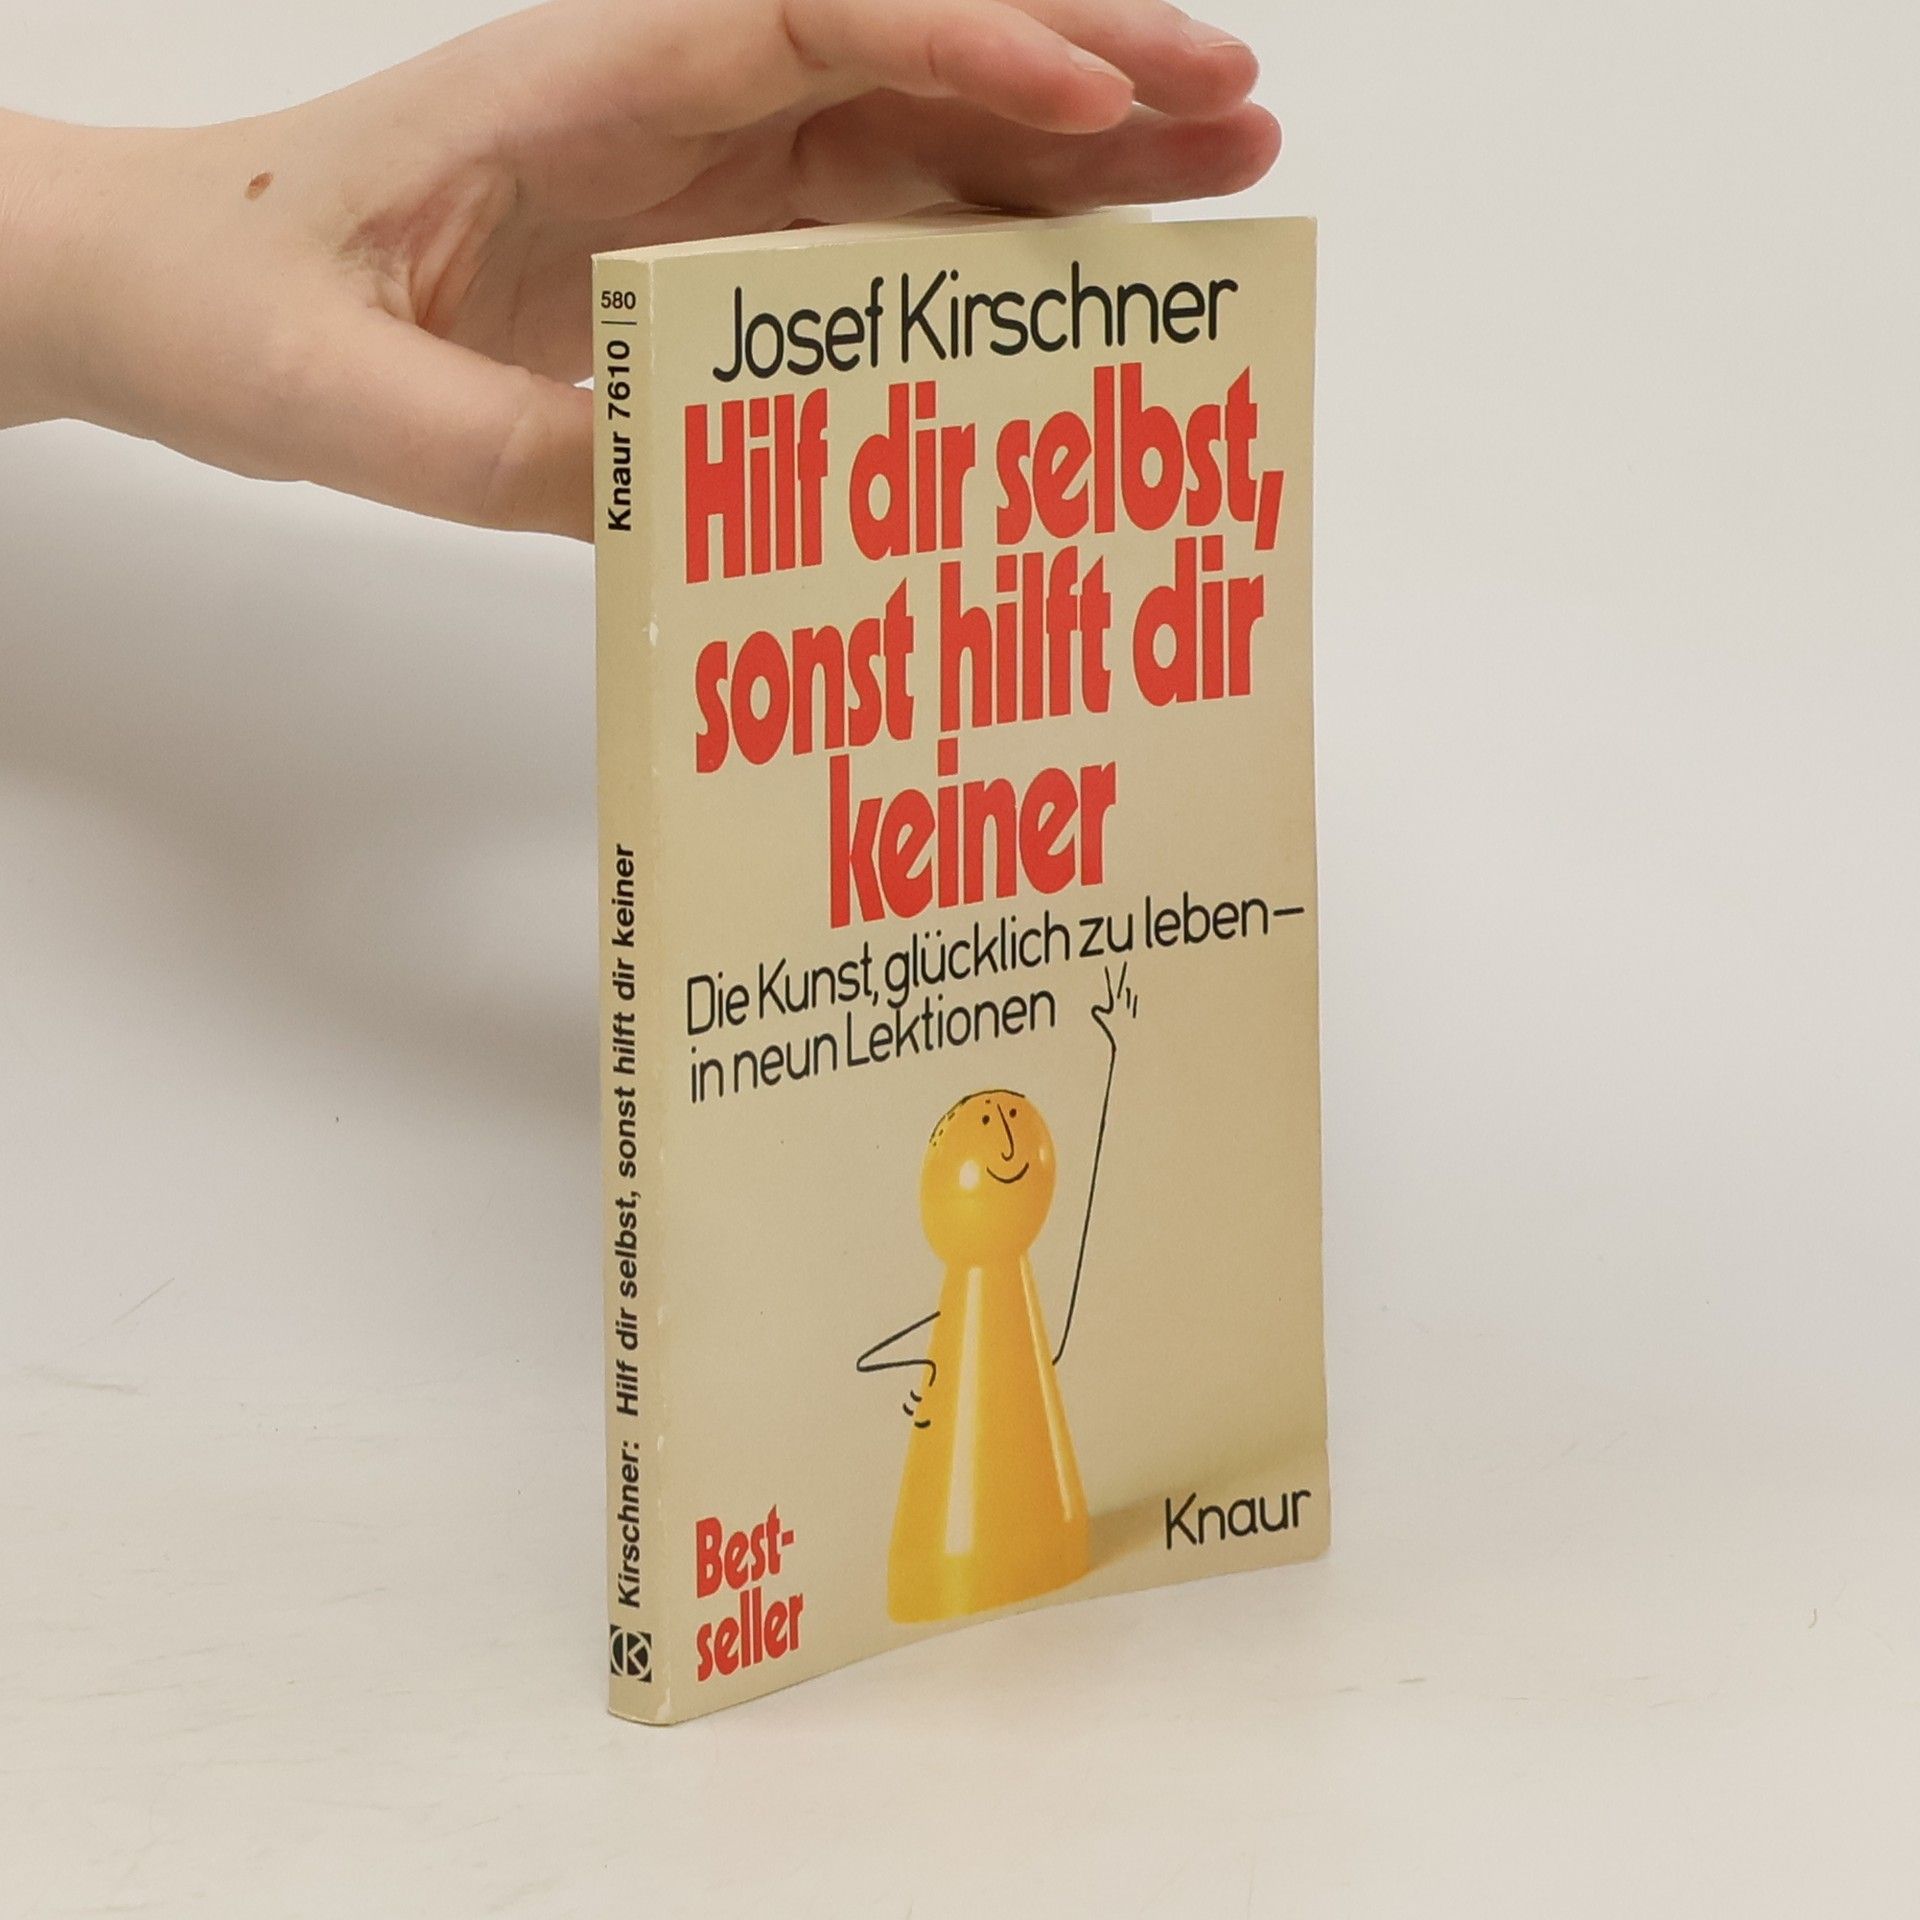 Josef Kirschner
Hilf dir selbst,
sonst hilft dir
keiner
Die Kunst, glücklich zu leben –
in neun Lektionen
Best-
seller
Knaur
Kirschner: Hilf dir selbst, sonst hilft dir keiner
Knaur 7610
580
K